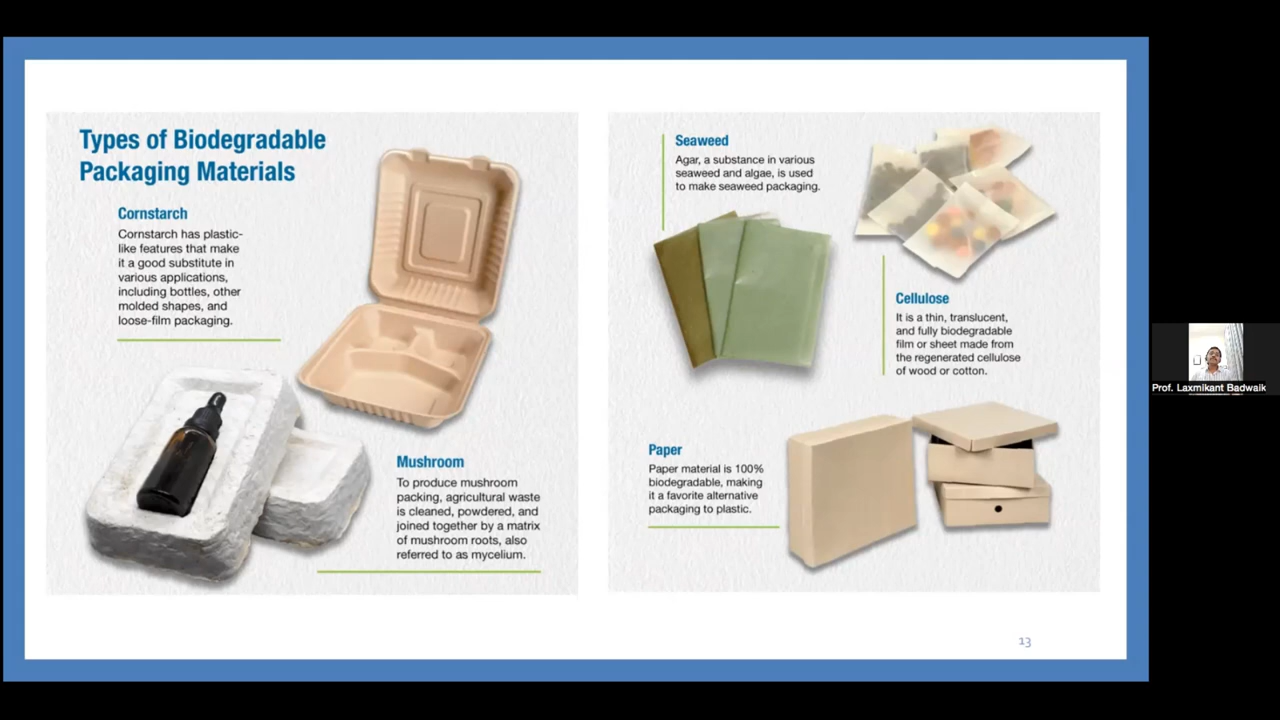 Types of Biodegradable
Packaging Materials
Cornstarch
Cornstarch has plastic-
like features that make
it a good substitute in
various applications,
including bottles, other
molded shapes, and
loose-film packaging.
Mushroom
To produce mushroom
packing, agricultural waste
is cleaned, powdered, and
joined together by a matrix
of mushroom roots, also
referred to as mycelium.
Seaweed
Agar, a substance in various
seaweed and algae, is used
to make seaweed packaging.
Cellulose
It is a thin, translucent,
and fully biodegradable
film or sheet made from
the regenerated cellulose
of wood or cotton.
Paper
Paper material is 100%
biodegradable, making
it a favorite alternative
packaging to plastic.
13
Prof. Laxmikant Badwaik